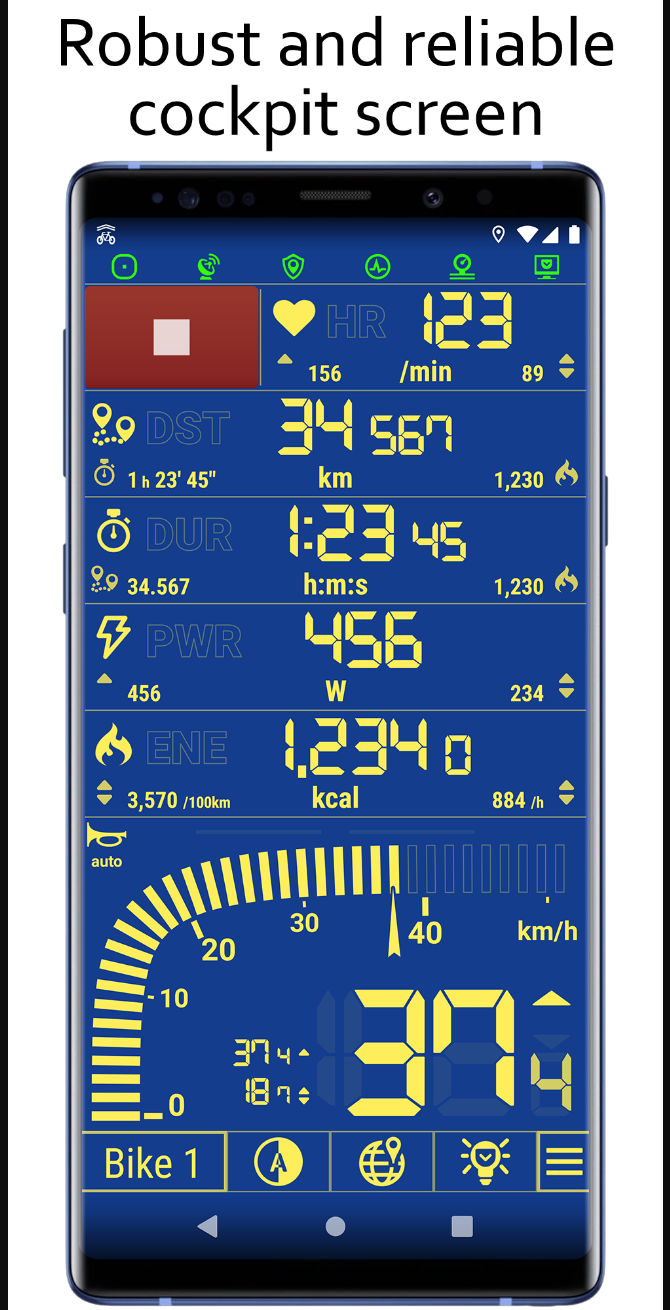 Robust and reliable
cockpit screen
HR 123
156 /min 89
DST 34 567
1 h 23' 45" km 1,230
DUR 1:23 45
34.567 h:m:s 1,230
PWR 456
456 W 234
ENE 1.234 0
3,570 /100km kcal 884 /h
auto
30
20 40 km/h
10
37 4
18 7
37 4
0
Bike 1 A